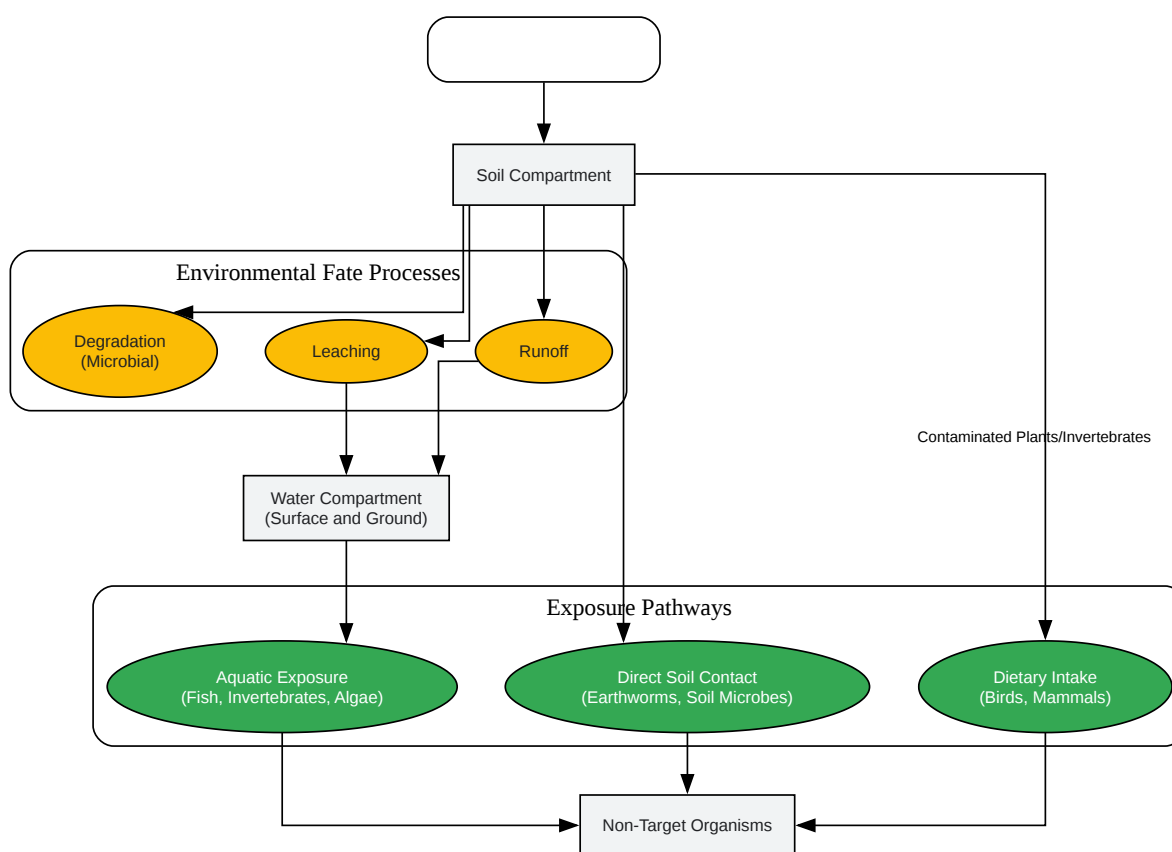 Soil Compartment
Environmental Fate Processes
Degradation
(Microbial)
Leaching
Runoff
Contaminated Plants/Invertebrates
Water Compartment
(Surface and Ground)
Exposure Pathways
Aquatic Exposure
(Fish, Invertebrates, Algae)
Direct Soil Contact
(Earthworms, Soil Microbes)
Dietary Intake
(Birds, Mammals)
Non-Target Organisms